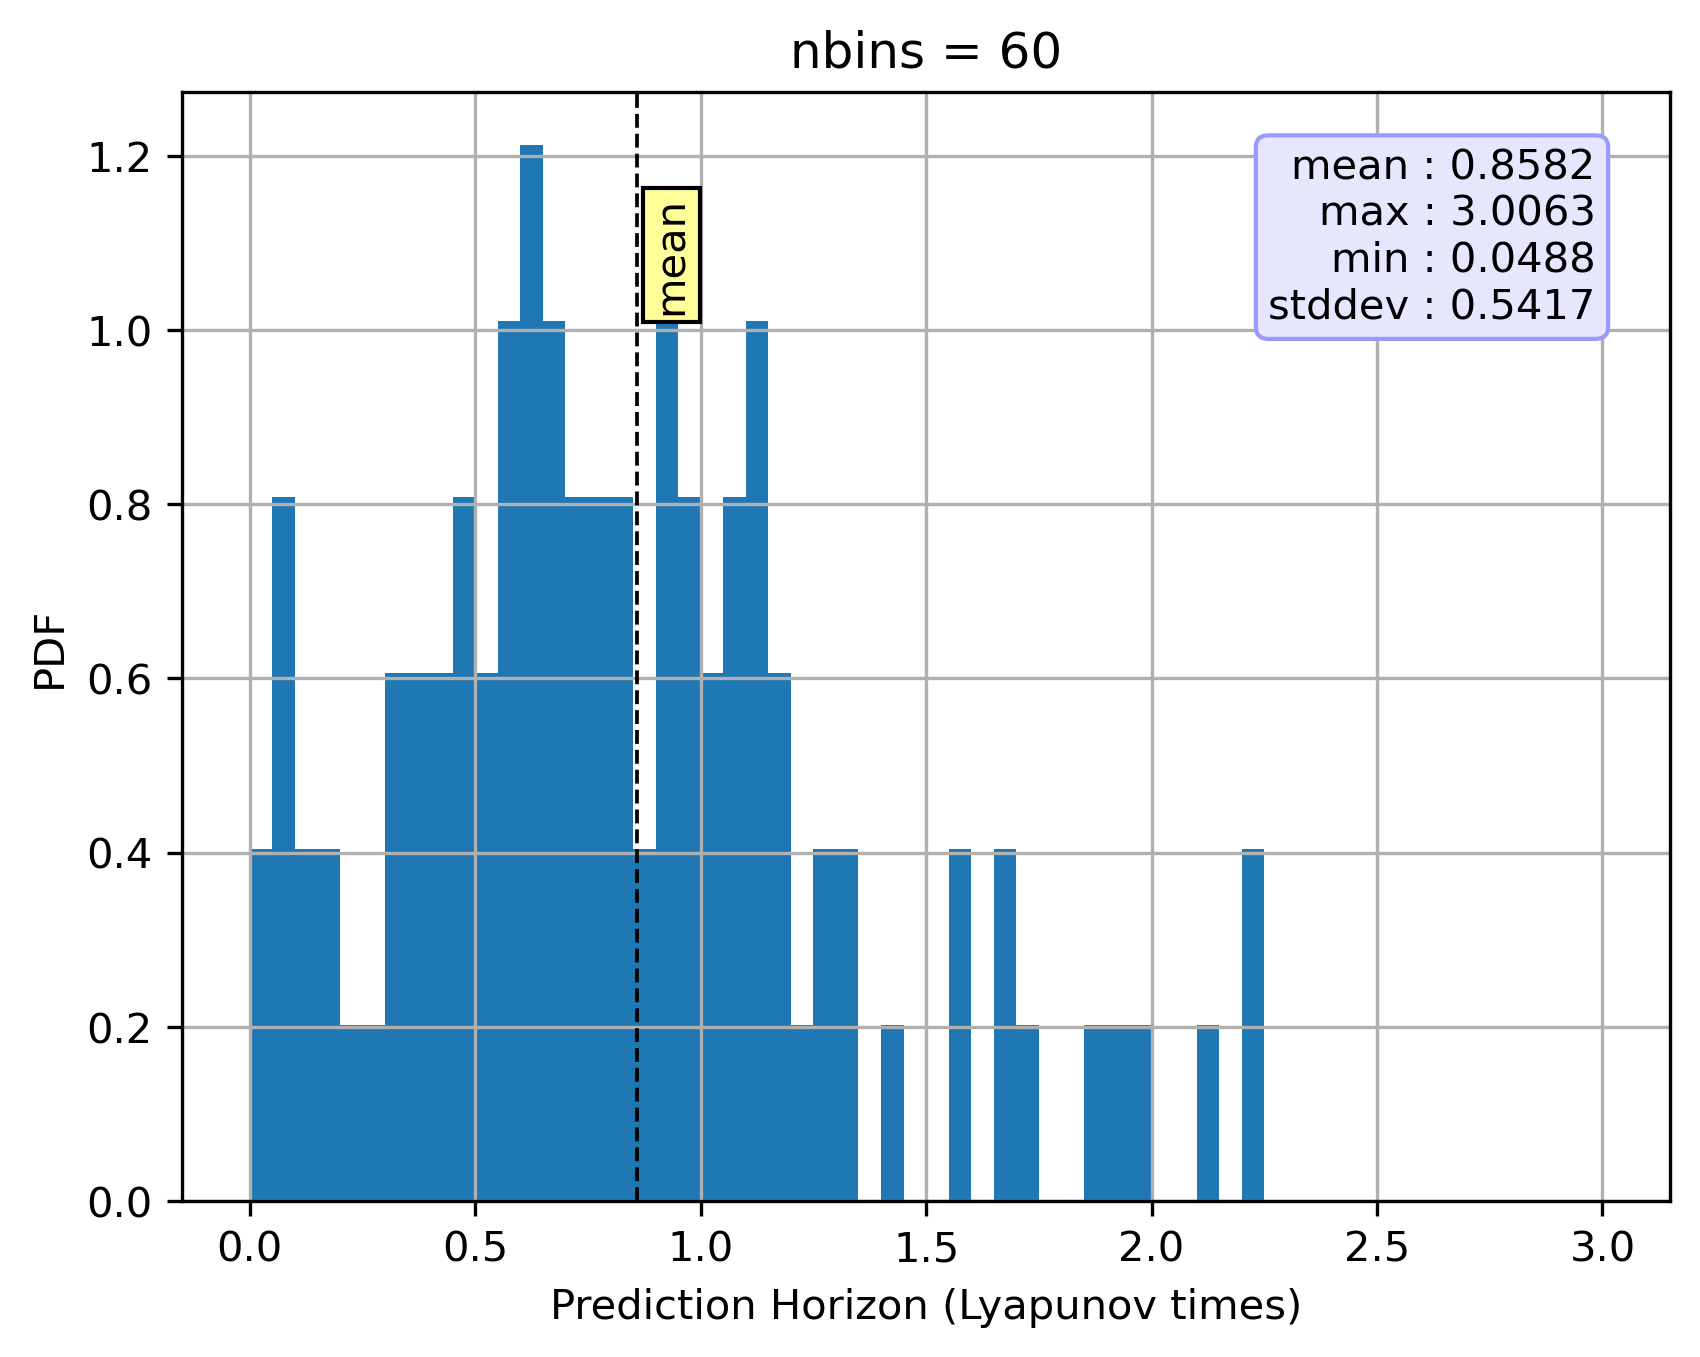 nbins = 60
mean : 0.8582
max : 3.0063
min : 0.0488
stddev : 0.5417
mean
PDF
1.2
1.0
0.8
0.6
0.4
0.2
0.0
0.0 0.5 1.0 1.5 2.0 2.5 3.0
Prediction Horizon (Lyapunov times)